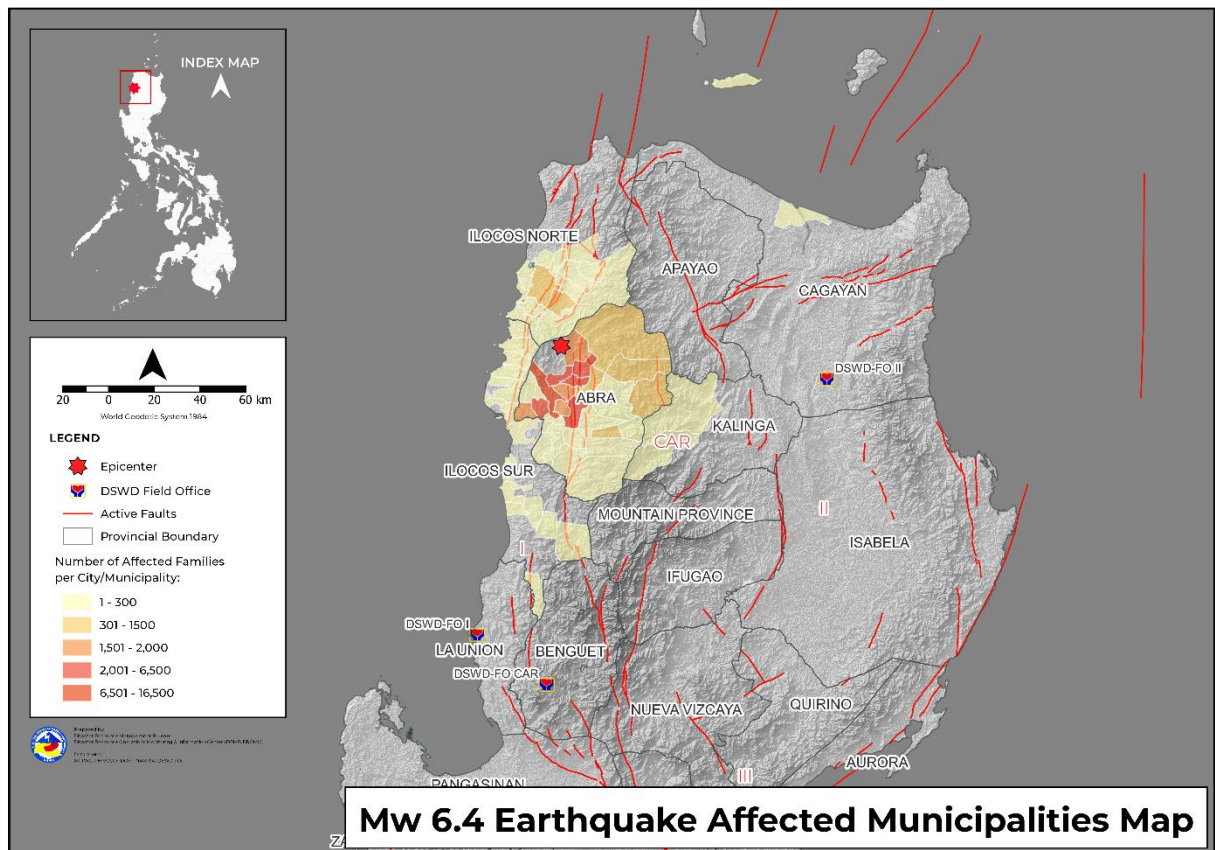 INDEX MAP
20 0 20 40 60 km
World Geodetic System 1984
LEGEND
Epicenter
DSWD Field Office
Active Faults
Provincial Boundary
Number of Affected Families
per City/Municipality:
1 - 300
301 - 1500
1,501 - 2,000
2,001 - 6,500
6,501 - 16,500
Prepared by:
ILOCOS NORTE
APAYAO
CAGAYAN
DSWD-FO II
ABRA
KALINGA
CAR
ILOCOS SUR
MOUNTAIN PROVINCE
II
ISABELA
I
IFUGAO
DSWD-FO I
LA UNION
BENGUET
DSWD-FO CAR
NUEVA VIZCAYA
QUIRINO
AURORA
III
PANGASINAN
ZA
Mw 6.4 Earthquake Affected Municipalities Map